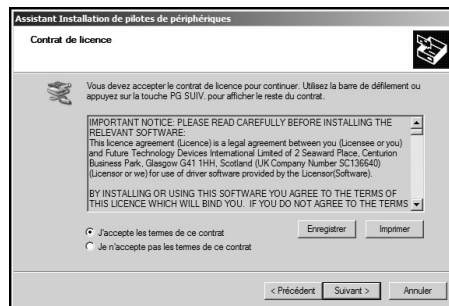 Assistant Installation de pilotes de périphériques
Contrat de licence
Vous devez accepter le contrat de licence pour continuer. Utilisez la barre de défilement ou
appuyez sur la touche PG SUIV. pour afficher le reste du contrat.
IMPORTANT NOTICE: PLEASE READ CAREFULLY BEFORE INSTALLING THE
RELEVANT SOFTWARE:
This licence agreement (Licence) is a legal agreement between you (Licensee or you)
and Future Technology Devices International Limited of 2 Seaward Place, Centurion
Business Park, Glasgow G41 1HH, Scotland (UK Company Number SC136640)
(Licensor or we) for use of driver software provided by the Licensor(Software).
BY INSTALLING OR USING THIS SOFTWARE YOU AGREE TO THE TERMS OF
THIS LICENCE WHICH WILL BIND YOU. IF YOU DO NOT AGREE TO THE TERMS
J'accepte les termes de ce contrat
Enregistrer
Imprimer
Je n'accepte pas les termes de ce contrat
< Précédent
Suivant >
Annuler